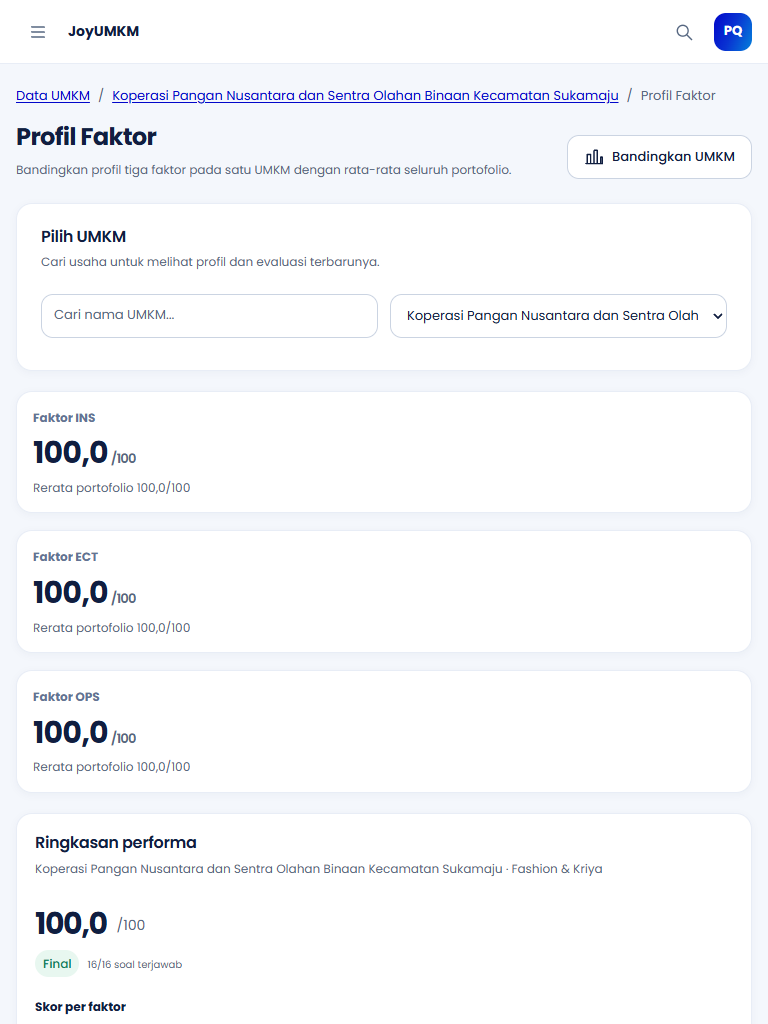 JoyUMKM
PQ
Data UMKM / Koperasi Pangan Nusantara dan Sentra Olahan Binaan Kecamatan Sukamaju / Profil Faktor
Profil Faktor
Bandingkan profil tiga faktor pada satu UMKM dengan rata-rata seluruh portofolio.
Bandingkan UMKM
Pilih UMKM
Cari usaha untuk melihat profil dan evaluasi terbarunya.
Cari nama UMKM...
Koperasi Pangan Nusantara dan Sentra Olah
Faktor INS
100,0 /100
Rerata portofolio 100,0/100
Faktor ECT
100,0 /100
Rerata portofolio 100,0/100
Faktor OPS
100,0 /100
Rerata portofolio 100,0/100
Ringkasan performa
Koperasi Pangan Nusantara dan Sentra Olahan Binaan Kecamatan Sukamaju · Fashion & Kriya
100,0 /100
Final 16/16 soal terjawab
Skor per faktor